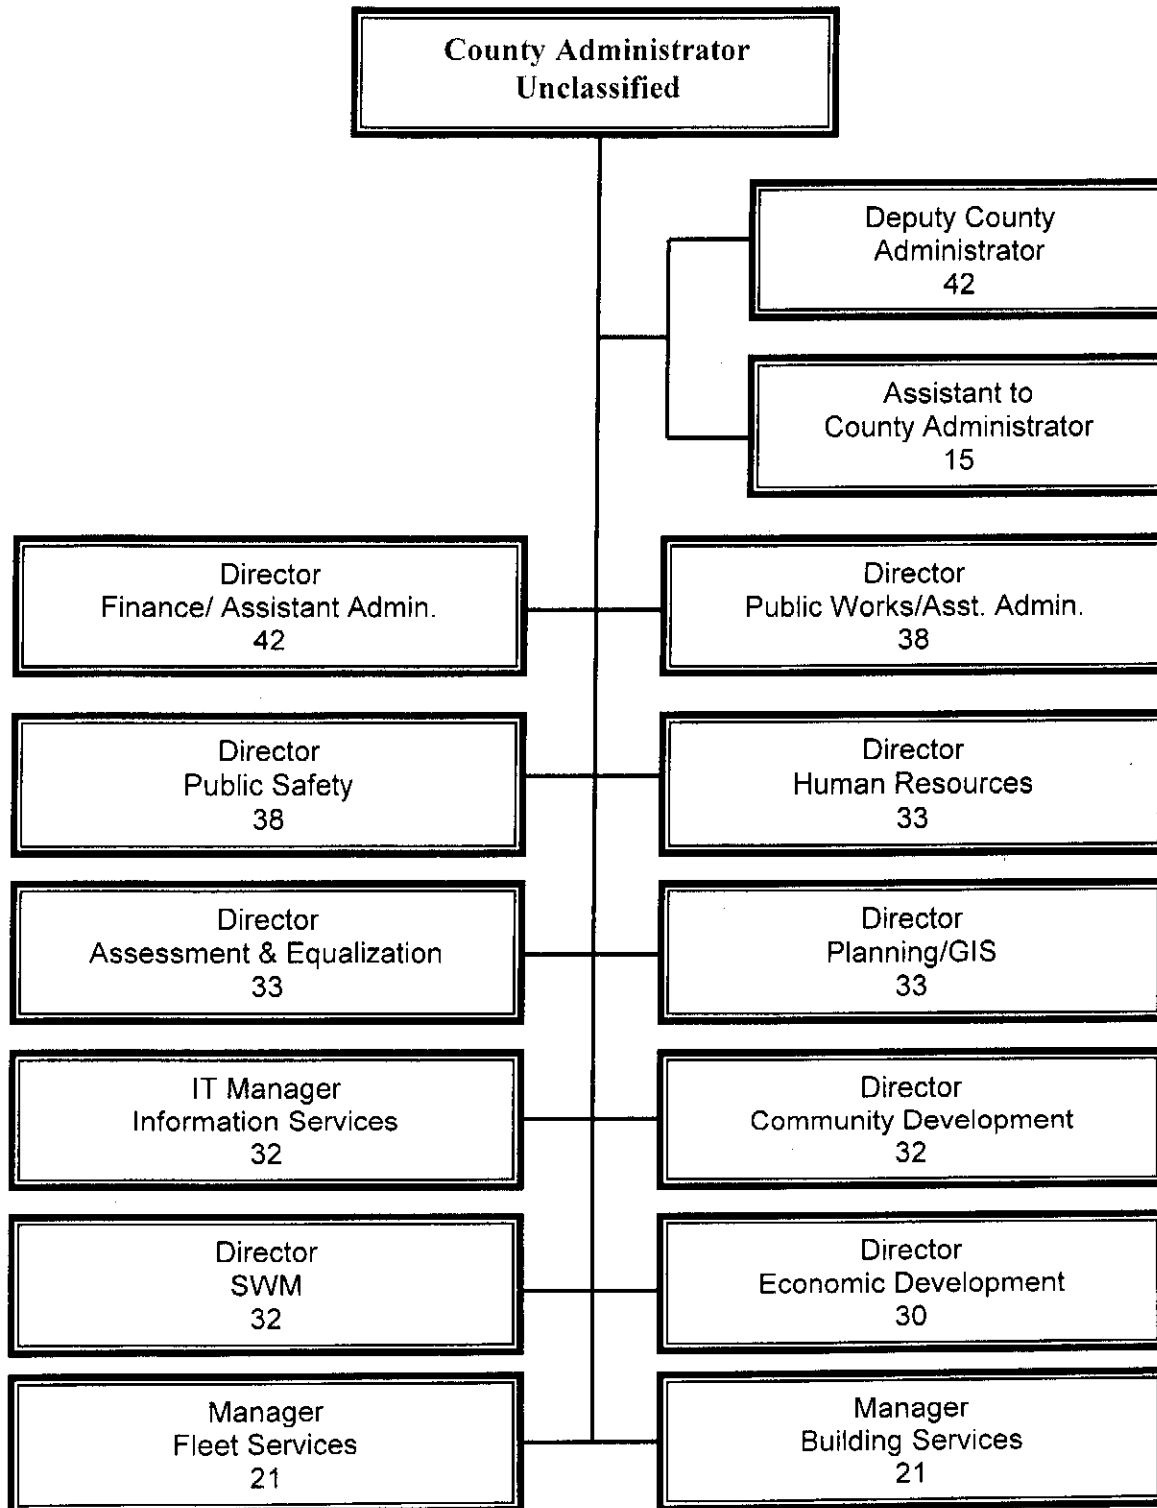 County Administrator
Unclassified
Deputy County
Administrator
42
Assistant to
County Administrator
15
Director
Finance/ Assistant Admin.
42
Director
Public Works/Asst. Admin.
38
Director
Public Safety
38
Director
Human Resources
33
Director
Assessment & Equalization
33
Director
Planning/GIS
33
IT Manager
Information Services
32
Director
Community Development
32
Director
SWM
32
Director
Economic Development
30
Manager
Fleet Services
21
Manager
Building Services
21